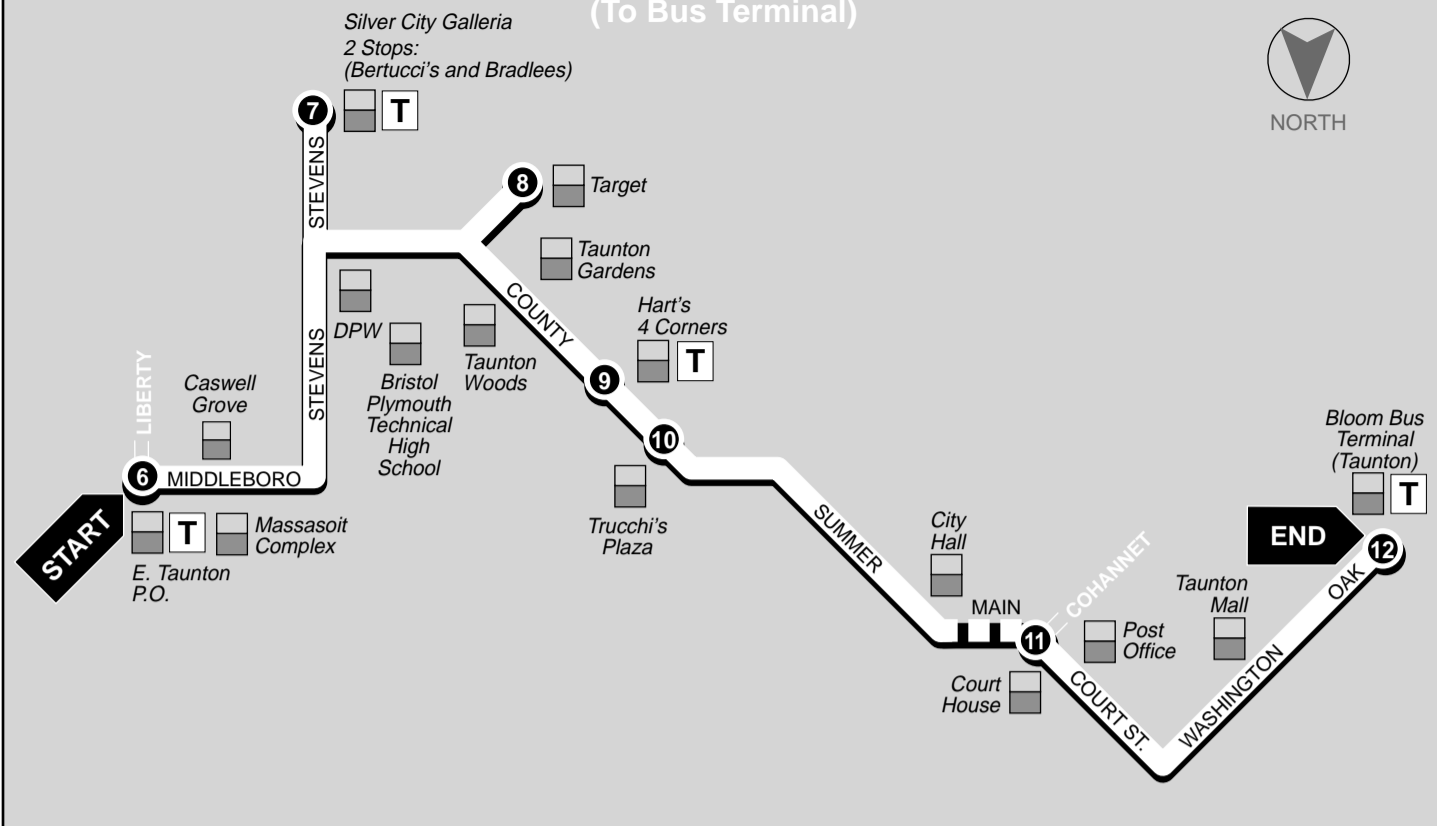 (To Bus Terminal)
Silver City Galleria
2 Stops:
(Bertucci's and Bradlees)
7
T
NORTH
STEVENS
8
Target
Taunton
Gardens
COUNTY
Hart's
4 Corners
T
9
DPW
Taunton
Woods
Bristol
Plymouth
Technical
High
School
STEVENS
LIBERTY
Caswell
Grove
6
MIDDLEBORO
START
T
Massasoit
Complex
E. Taunton
P.O.
10
Trucchi's
Plaza
SUMMER
City
Hall
MAIN
COHANNET
11
Post
Office
Court
House
COURT ST.
Taunton
Mall
WASHINGTON
OAK
Bloom Bus
Terminal
(Taunton)
T
END
12